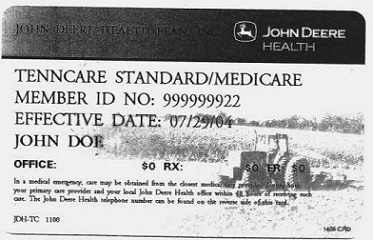 JOHN DEERE HEALTH PLAN, INC
JOHN DEERE
HEALTH
TENNCARE STANDARD/MEDICARE
MEMBER ID NO: 999999922
EFFECTIVE DATE: 07/29/04
JOHN DOE
OFFICE: $0 RX: $0 ER $0
In a medical emergency, care may be obtained from the closest medical care
your primary care provider and your local John Deere Health office within 48 hours of receiving such
care. The John Deere Health telephone number can be found on the reverse side of this card.
JDH-TC 1100